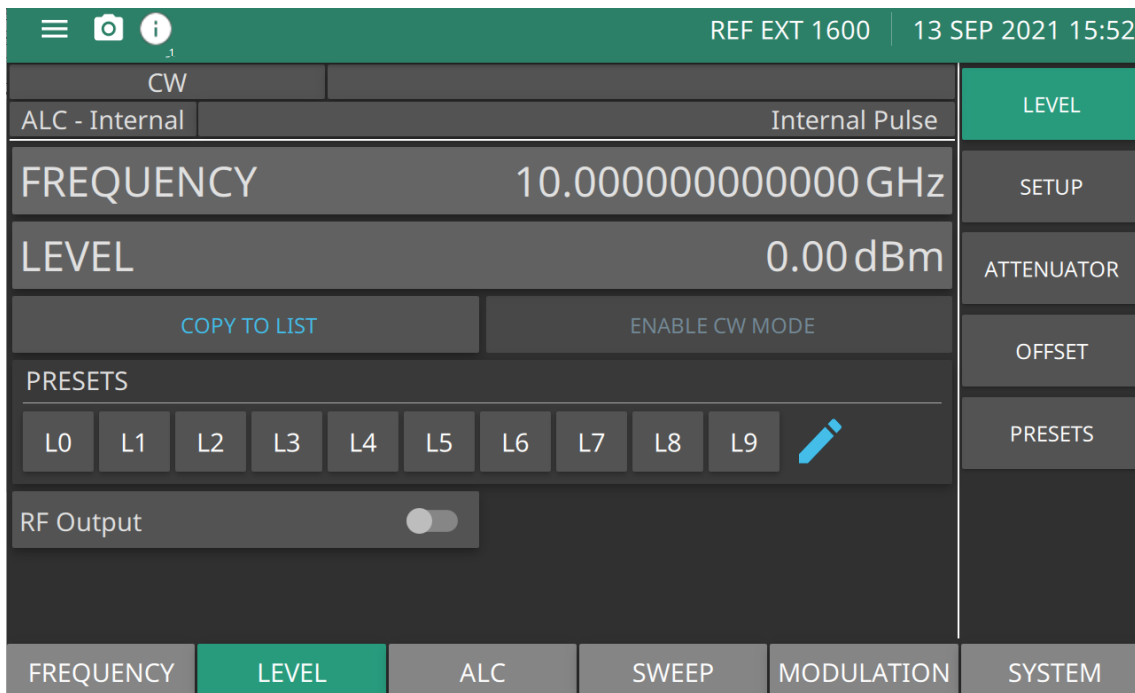 i
_1
REF EXT 1600
13 SEP 2021 15:52
CW
ALC - Internal
Internal Pulse
FREQUENCY 10.000000000000 GHz
LEVEL 0.00 dBm
COPY TO LIST
ENABLE CW MODE
PRESETS
L0 L1 L2 L3 L4 L5 L6 L7 L8 L9
RF Output
LEVEL
SETUP
ATTENUATOR
OFFSET
PRESETS
FREQUENCY LEVEL ALC SWEEP MODULATION SYSTEM